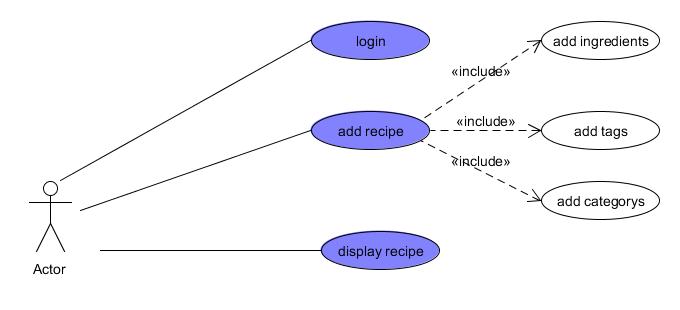 login
add ingredients
«include»
add recipe
«include»
add tags
«include»
add categorys
display recipe
Actor